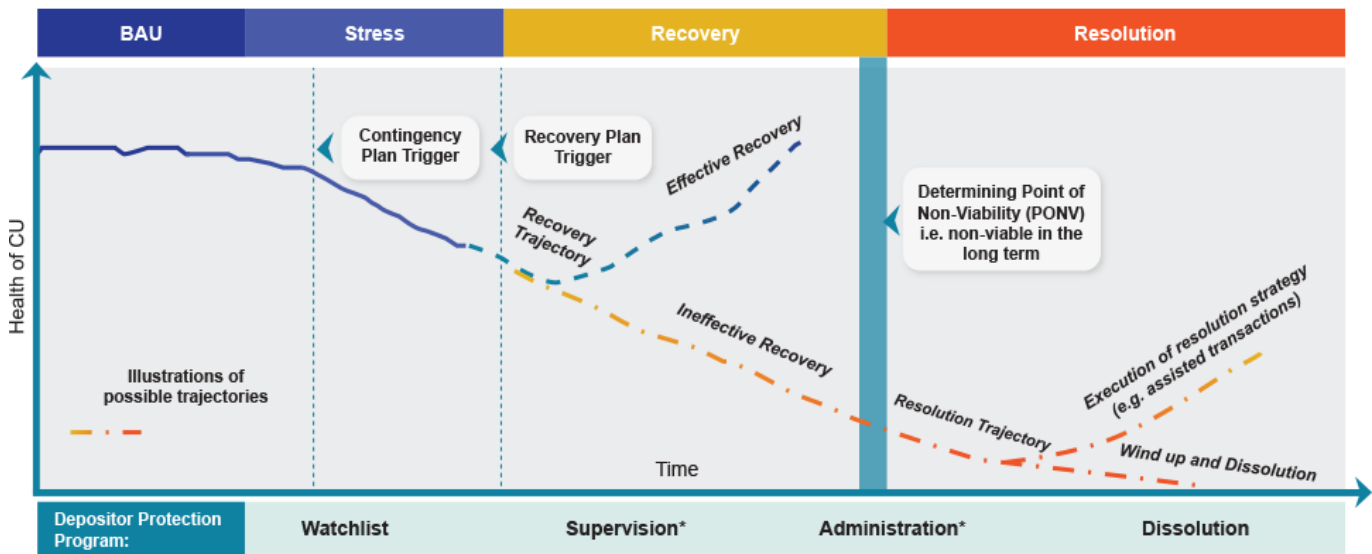 BAU
Stress
Recovery
Resolution
Health of CU
Contingency
Plan Trigger
Recovery Plan
Trigger
Effective Recovery
Recovery
Trajectory
Determining Point of
Non-Viability (PONV)
i.e. non-viable in the
long term
Ineffective Recovery
Illustrations of
possible trajectories
Resolution Trajectory
Execution of resolution strategy
(e.g. assisted transactions)
Wind up and Dissolution
Time
Depositor Protection
Program:
Watchlist
Supervision*
Administration*
Dissolution